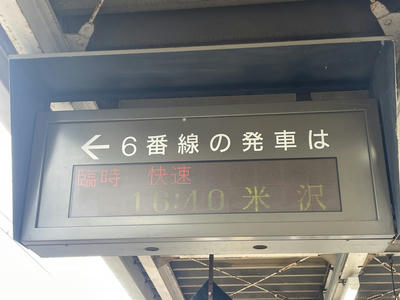 ←6番線の発車は
臨時 快速
16:40 米沢